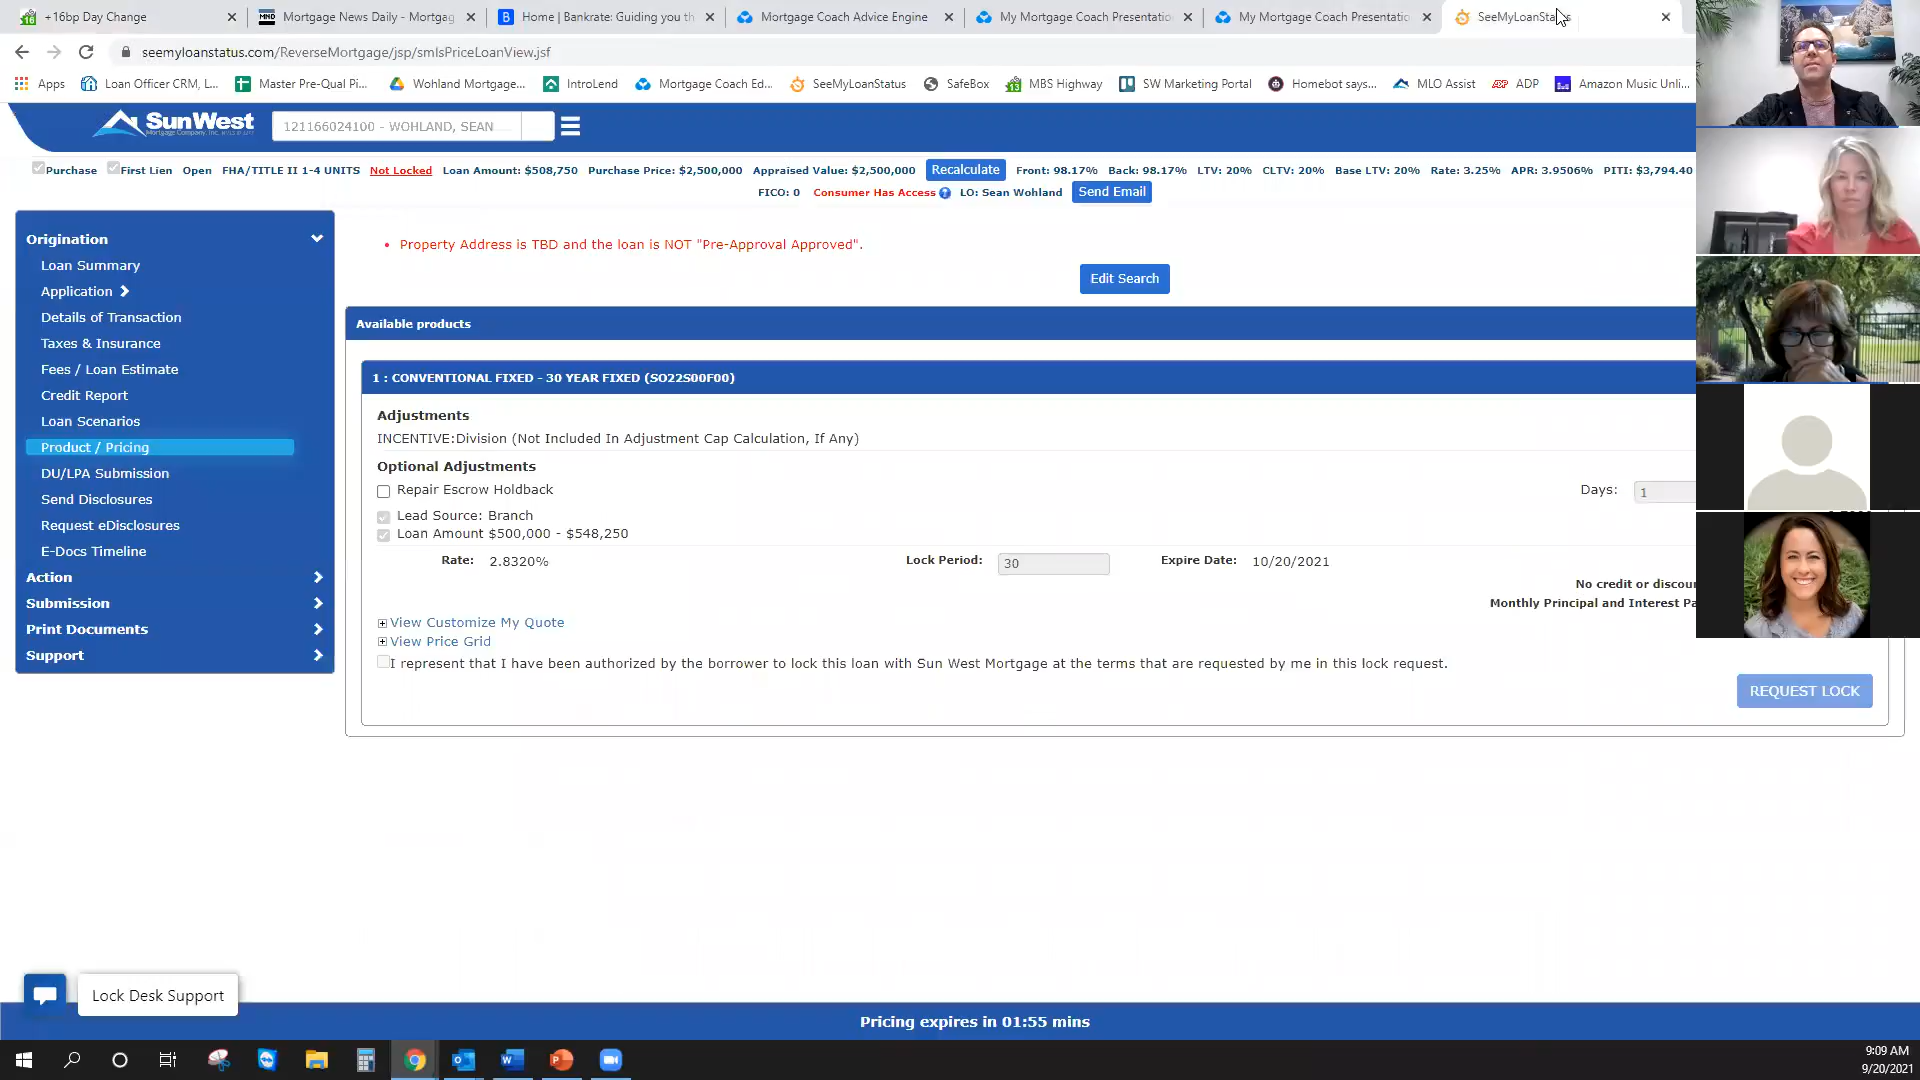 +16bp Day Change
Mortgage News Daily - Mortgag
Home | Bankrate: Guiding you th
Mortgage Coach Advice Engine
My Mortgage Coach Presentatio
My Mortgage Coach Presentatio
seemyloanstatus.com/ReverseMortgage/jsp/smlsPriceLoanView.jsf
Apps
Loan Officer CRM, L...
Master Pre-Qual Pi...
Wohland Mortgage...
IntroLend
Mortgage Coach Ed...
SeeMyLoanStatus
SafeBox
MBS Highway
SW Marketing Portal
Homebot says...
MLO Assist
ADP
Amazon Music Unli...
SunWest
121166024100 - WOHLAND, SEAN
Purchase First Lien Open FHA/TITLE II 1-4 UNITS Not Locked Loan Amount: $508,750 Purchase Price: $2,500,000 Appraised Value: $2,500,000 Recalculate Front: 98.17% Back: 98.17% LTV: 20% CLTV: 20% Base LTV: 20% Rate: 3.25% APR: 3.9506% PITI: $3,794.40
FICO: 0 Consumer Has Access LO: Sean Wohland Send Email
Origination
Loan Summary
Application
Details of Transaction
Taxes & Insurance
Fees / Loan Estimate
Credit Report
Loan Scenarios
Product / Pricing
DU/LPA Submission
Send Disclosures
Request eDisclosures
E-Docs Timeline
Action
Submission
Print Documents
Support
Property Address is TBD and the loan is NOT "Pre-Approval Approved".
Edit Search
Available products
1 : CONVENTIONAL FIXED - 30 YEAR FIXED (SO22S00F00)
Adjustments
INCENTIVE:Division (Not Included In Adjustment Cap Calculation, If Any)
Optional Adjustments
Repair Escrow Holdback
Days: 1
Lead Source: Branch
Loan Amount $500,000 - $548,250
Rate: 2.8320% Lock Period: 30 Expire Date: 10/20/2021
No credit or discou
Monthly Principal and Interest Pa
View Customize My Quote
View Price Grid
I represent that I have been authorized by the borrower to lock this loan with Sun West Mortgage at the terms that are requested by me in this lock request.
REQUEST LOCK
Lock Desk Support
Pricing expires in 01:55 mins
9:09 AM
9/20/2021